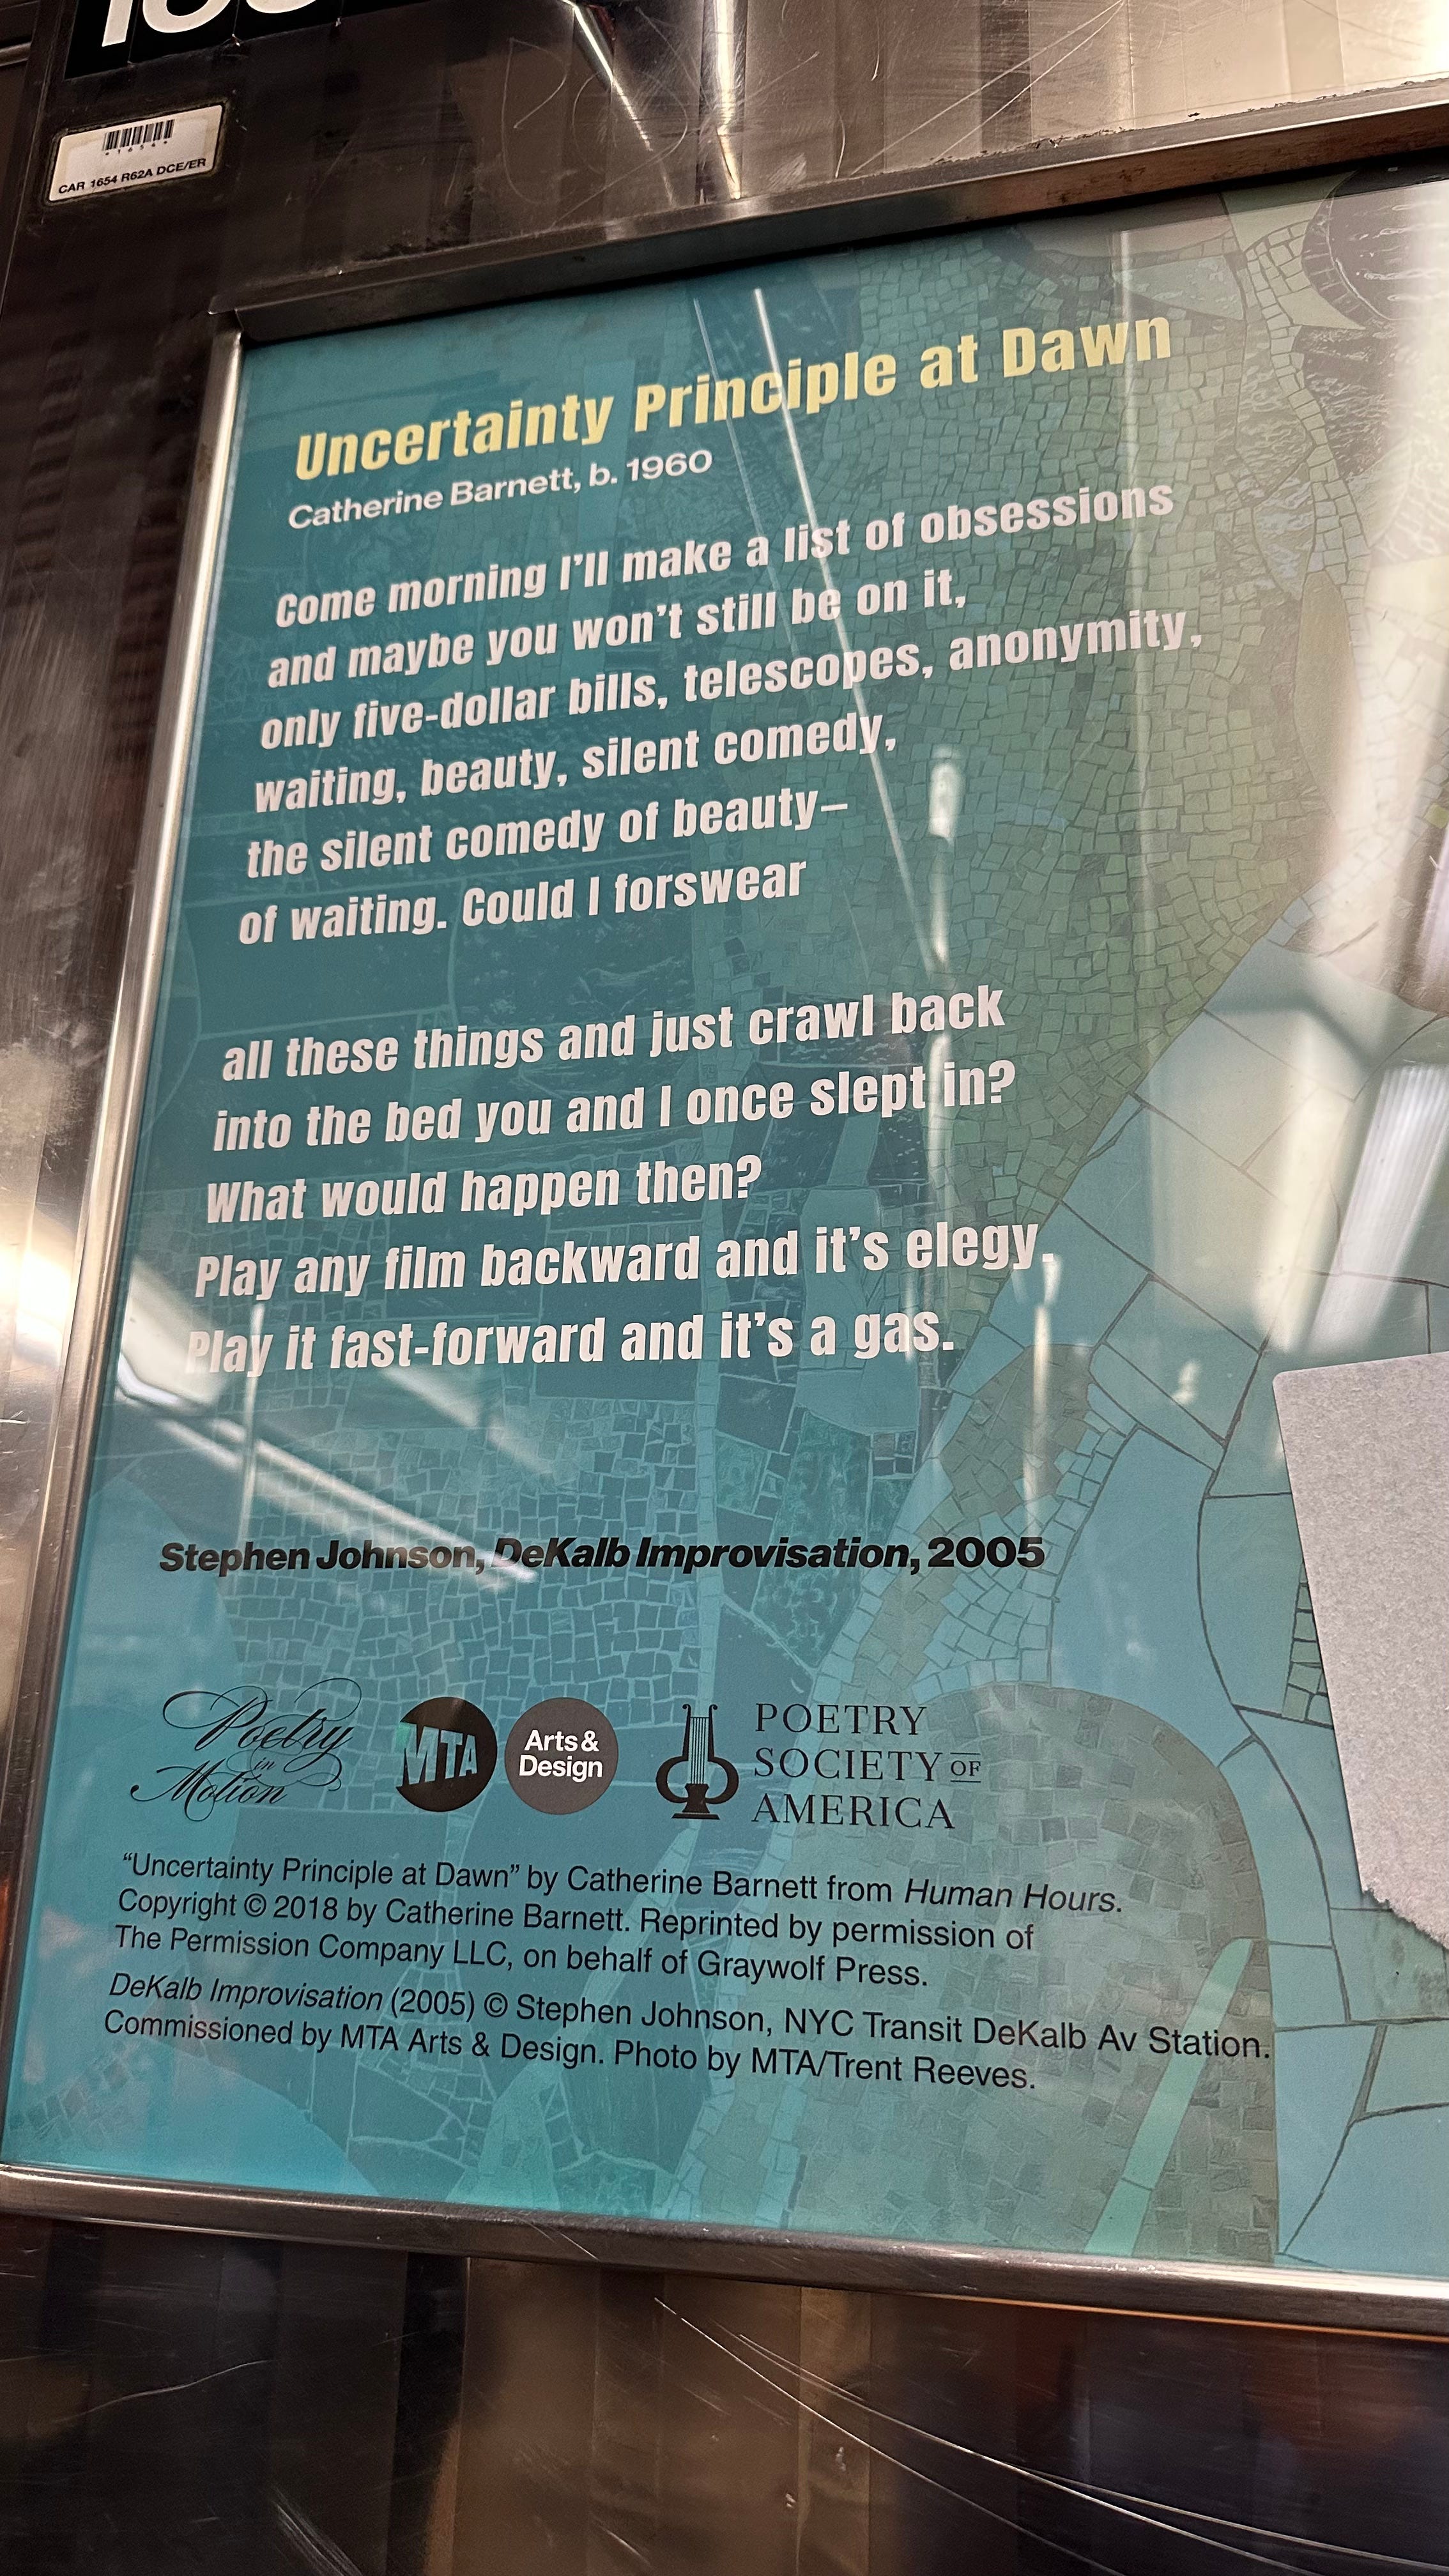 CAR 1654 R62A DCE/ER
Uncertainty Principle at Dawn
Catherine Barnett, b. 1960
Come morning I’ll make a list of obsessions
and maybe you won’t still be on it,
only five-dollar bills, telescopes, anonymity,
waiting, beauty, silent comedy,
the silent comedy of beauty–
of waiting. Could I forswear
all these things and just crawl back
into the bed you and I once slept in?
What would happen then?
Play any film backward and it’s elegy.
Play it fast-forward and it’s a gas.
Stephen Johnson, DeKalb Improvisation, 2005
Poetry
in
Motion
MTA
Arts &
Design
POETRY
SOCIETY OF
AMERICA
“Uncertainty Principle at Dawn” by Catherine Barnett from Human Hours.
Copyright © 2018 by Catherine Barnett. Reprinted by permission of
The Permission Company LLC, on behalf of Graywolf Press.
DeKalb Improvisation (2005) © Stephen Johnson, NYC Transit DeKalb Av Station.
Commissioned by MTA Arts & Design. Photo by MTA/Trent Reeves.